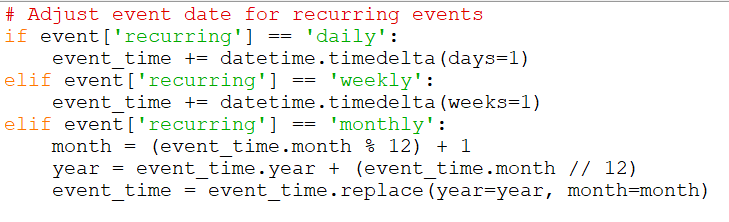 # Adjust event date for recurring events
if event['recurring'] == 'daily':
    event_time += datetime.timedelta(days=1)
elif event['recurring'] == 'weekly':
    event_time += datetime.timedelta(weeks=1)
elif event['recurring'] == 'monthly':
    month = (event_time.month % 12) + 1
    year = event_time.year + (event_time.month // 12)
    event_time = event_time.replace(year=year, month=month)